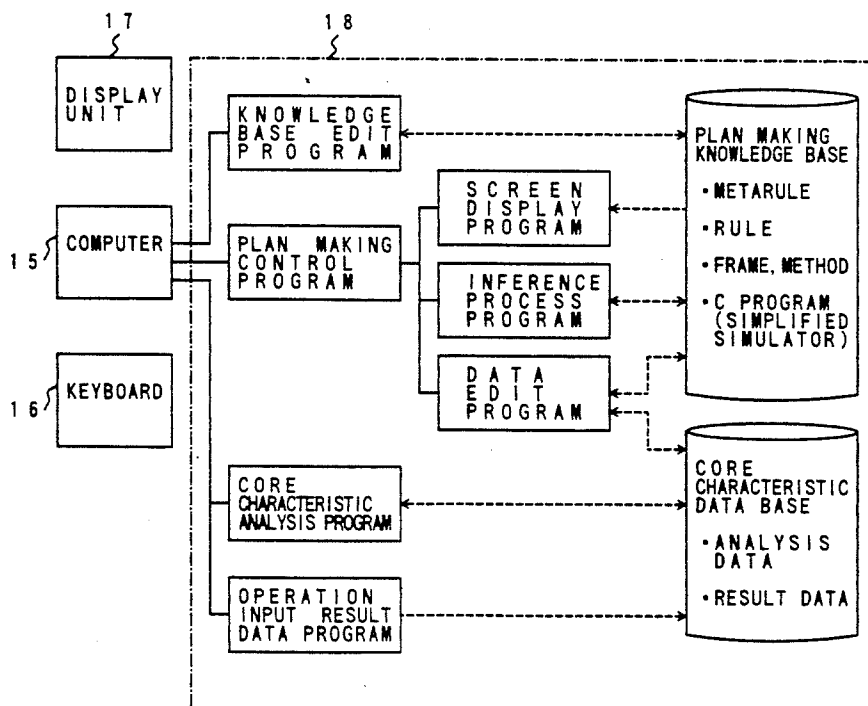 17
18
DISPLAY
UNIT
KNOWLEDGE
BASE EDIT
PROGRAM
PLAN MAKING
KNOWLEDGE BASE
•METARULE
•RULE
•FRAME, METHOD
•C PROGRAM
(SIMPLIFIED
SIMULATOR)
SCREEN
DISPLAY
PROGRAM
15
COMPUTER
PLAN MAKING
CONTROL
PROGRAM
INFERENCE
PROCESS
PROGRAM
16
KEYBOARD
DATA
EDIT
PROGRAM
CORE
CHARACTERISTIC
ANALYSIS PROGRAM
CORE
CHARACTERISTIC
DATA BASE
•ANALYSIS
DATA
•RESULT DATA
OPERATION
INPUT RESULT
DATA PROGRAM